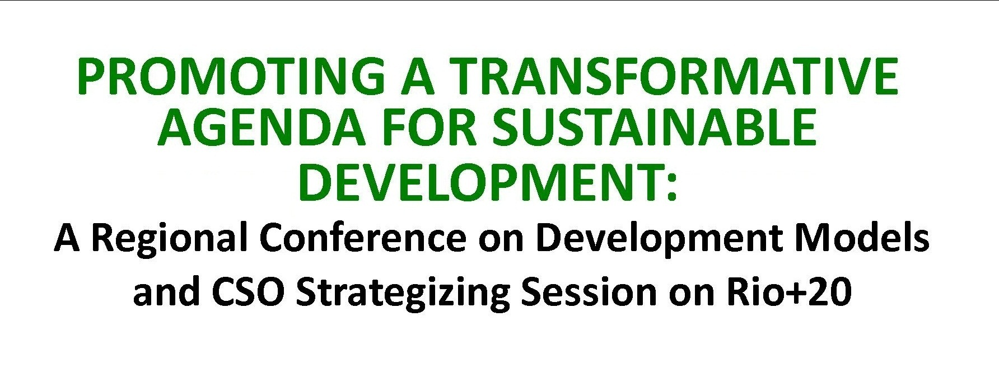 PROMOTING A TRANSFORMATIVE
AGENDA FOR SUSTAINABLE
DEVELOPMENT:
A Regional Conference on Development Models
and CSO Strategizing Session on Rio+20